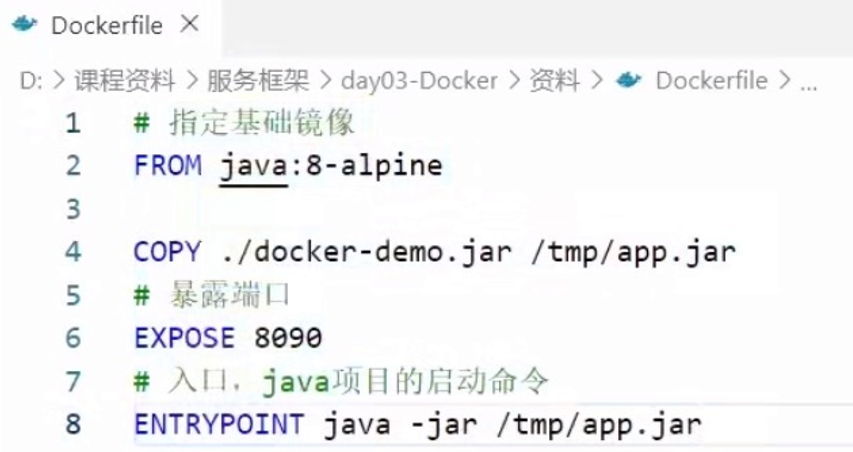 Dockerfile ×
D: > 课程资料 > 服务框架 > day03-Docker > 资料 > Dockerfile > ...
1 # 指定基础镜像
2 FROM java:8-alpine
3
4 COPY ./docker-demo.jar /tmp/app.jar
5 # 暴露端口
6 EXPOSE 8090
7 # 入口，java项目的启动命令
8 ENTRYPOINT java -jar /tmp/app.jar